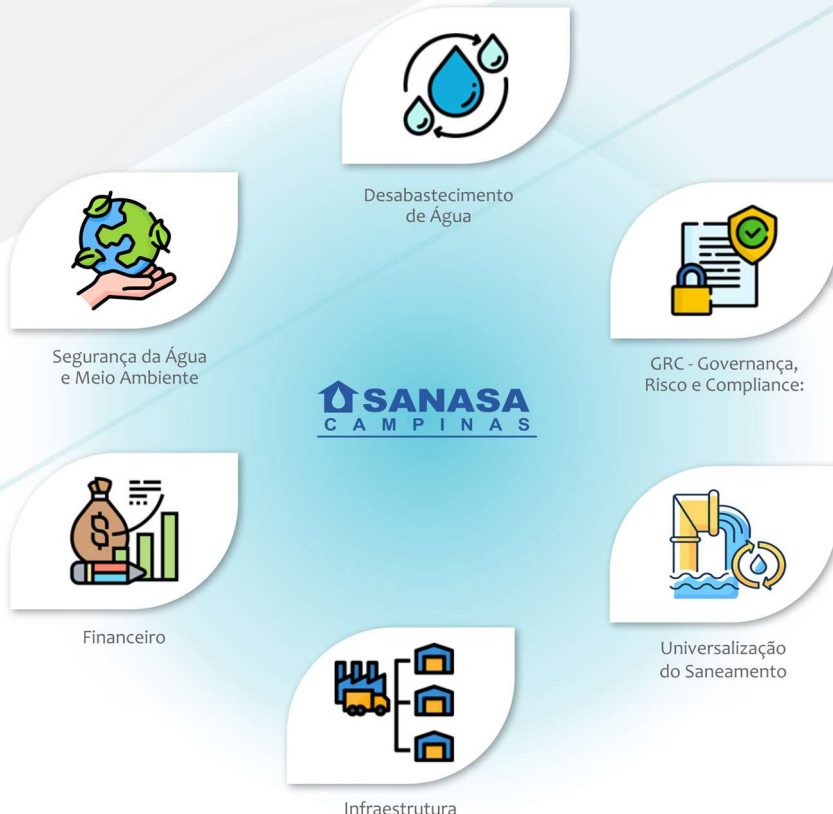 Desabastecimento
de Água
Segurança da Água
e Meio Ambiente
GRC - Governança,
Risco e Compliance:
SANASA
CAMPINAS
Financeiro
Universalização
do Saneamento
Infraestrutura